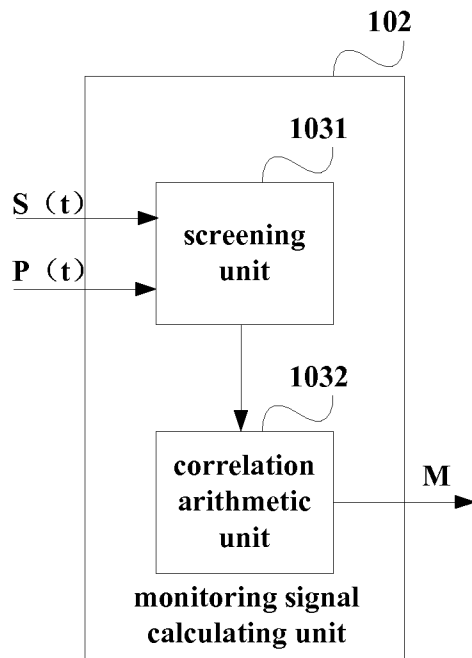 102
1031
S（t）
screening
unit
P（t）
1032
correlation
arithmetic
unit
M
monitoring signal
calculating unit